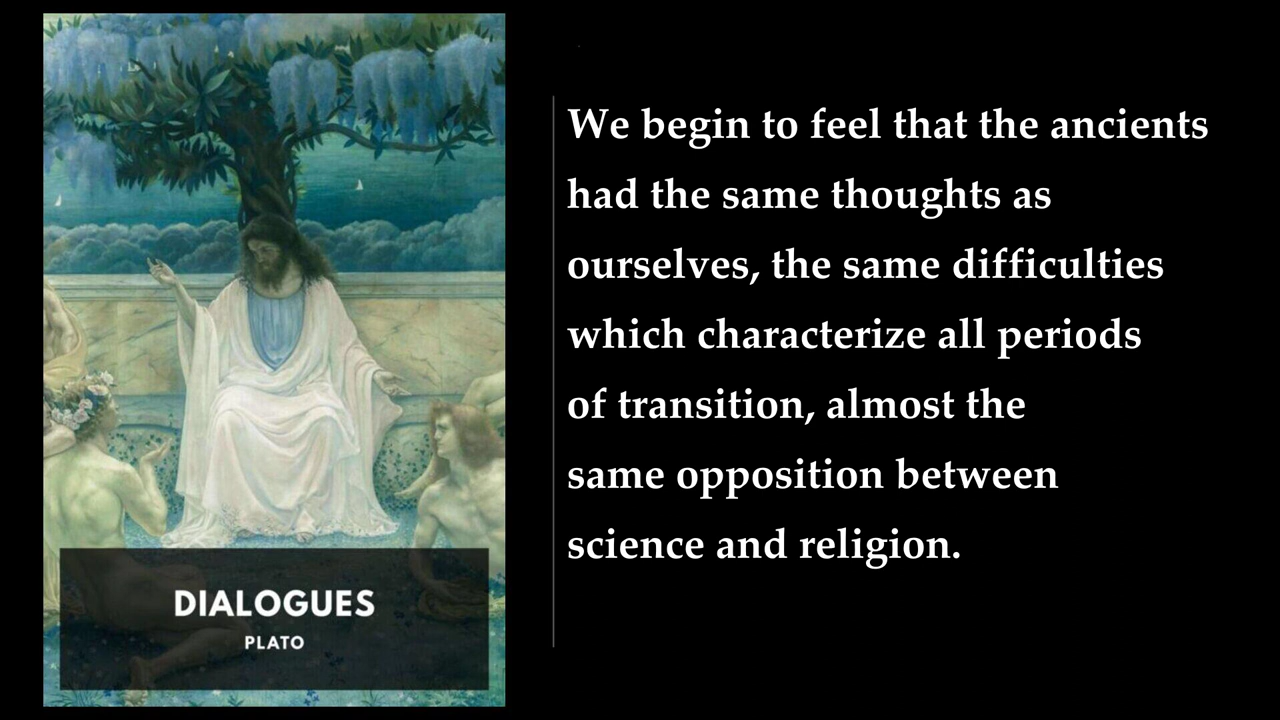 DIALOGUES
PLATO
We begin to feel that the ancients
had the same thoughts as
ourselves, the same difficulties
which characterize all periods
of transition, almost the
same opposition between
science and religion.